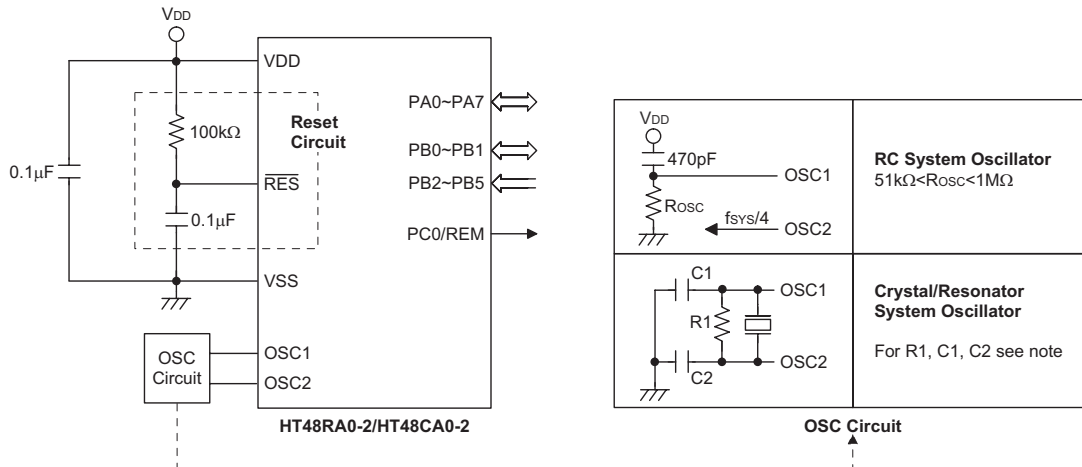 VDD
VDD
PA0~PA7
Reset
Circuit
100kΩ
0.1μF
PB0~PB1
RES
PB2~PB5
0.1μF
PC0/REM
VSS
OSC
Circuit
OSC1
OSC2
HT48RA0-2/HT48CA0-2
VDD
470pF
OSC1
ROSC
fSYS/4
OSC2
RC System Oscillator
51kΩ<ROSC<1MΩ
C1
OSC1
R1
OSC2
C2
Crystal/Resonator
System Oscillator
For R1, C1, C2 see note
OSC Circuit